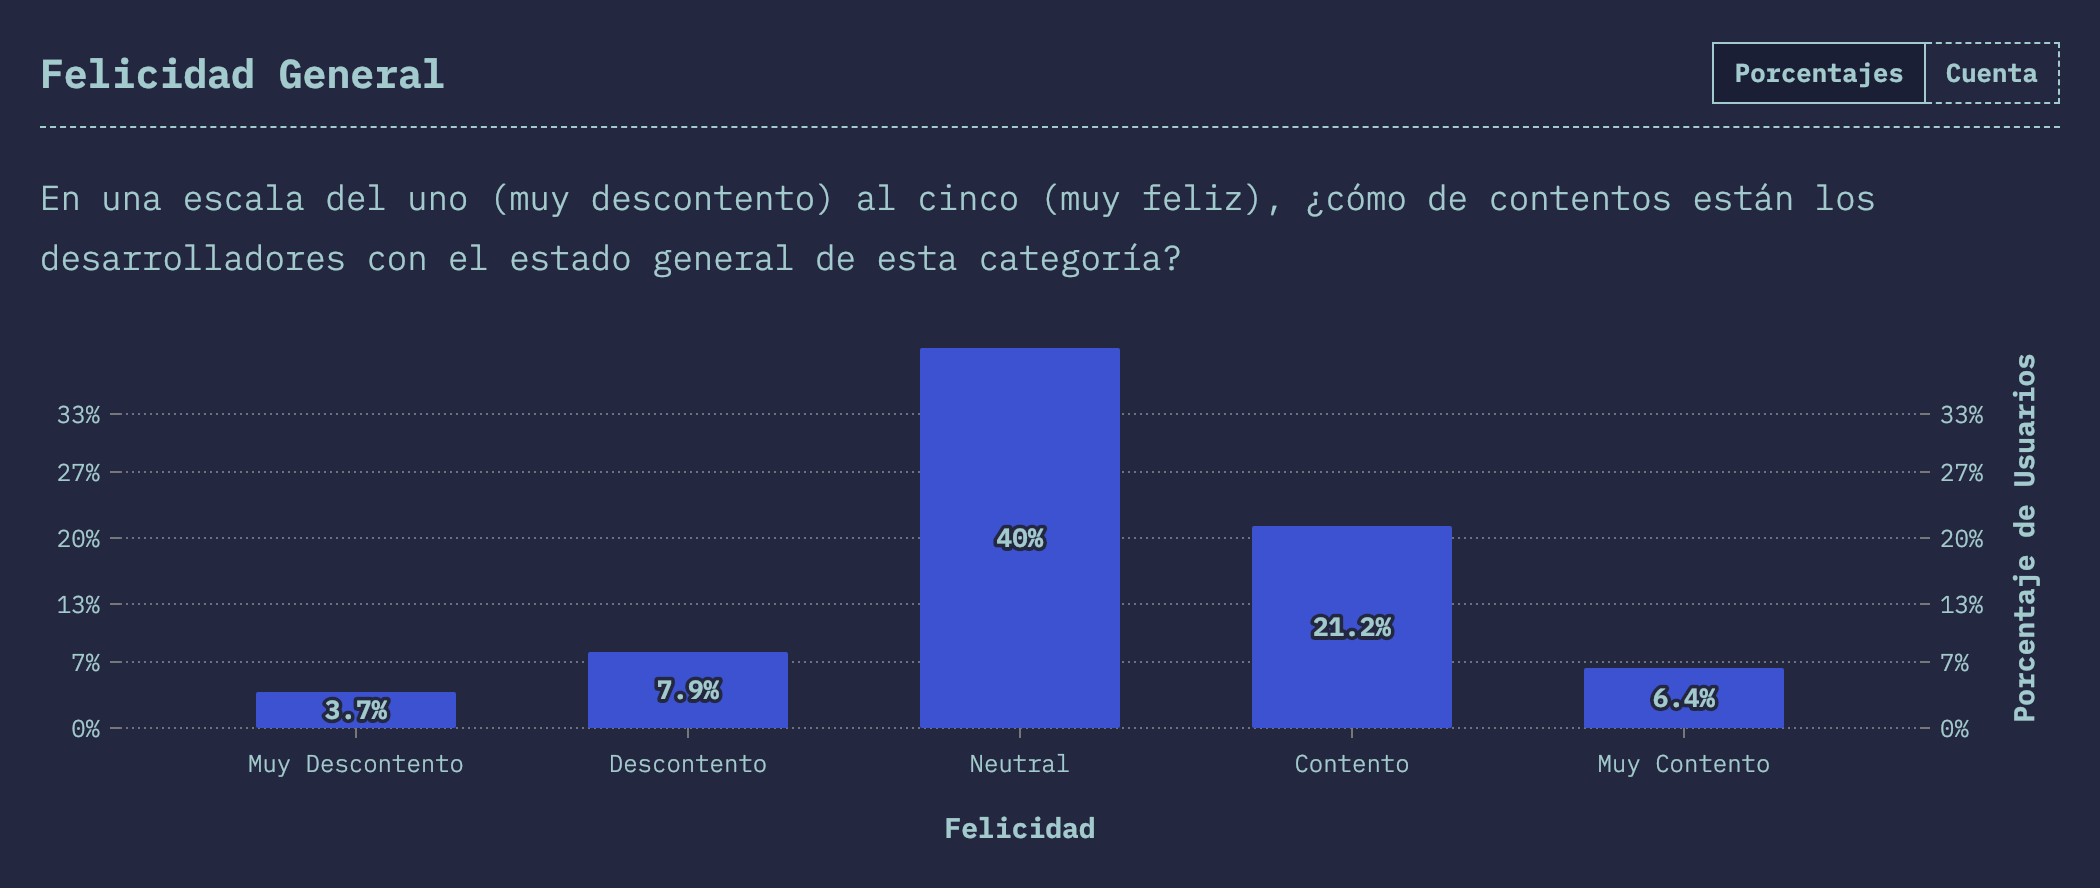 Felicidad General
Porcentajes Cuenta
En una escala del uno (muy descontento) al cinco (muy feliz), ¿cómo de contentos están los
desarrolladores con el estado general de esta categoría?
33% 33%
27% 27%
20% 40% 20%
13% 21.2% 13%
7% 7.9% 7%
3.7% 6.4%
0% 0%
Muy Descontento Descontento Neutral Contento Muy Contento
Felicidad
Porcentaje de Usuarios